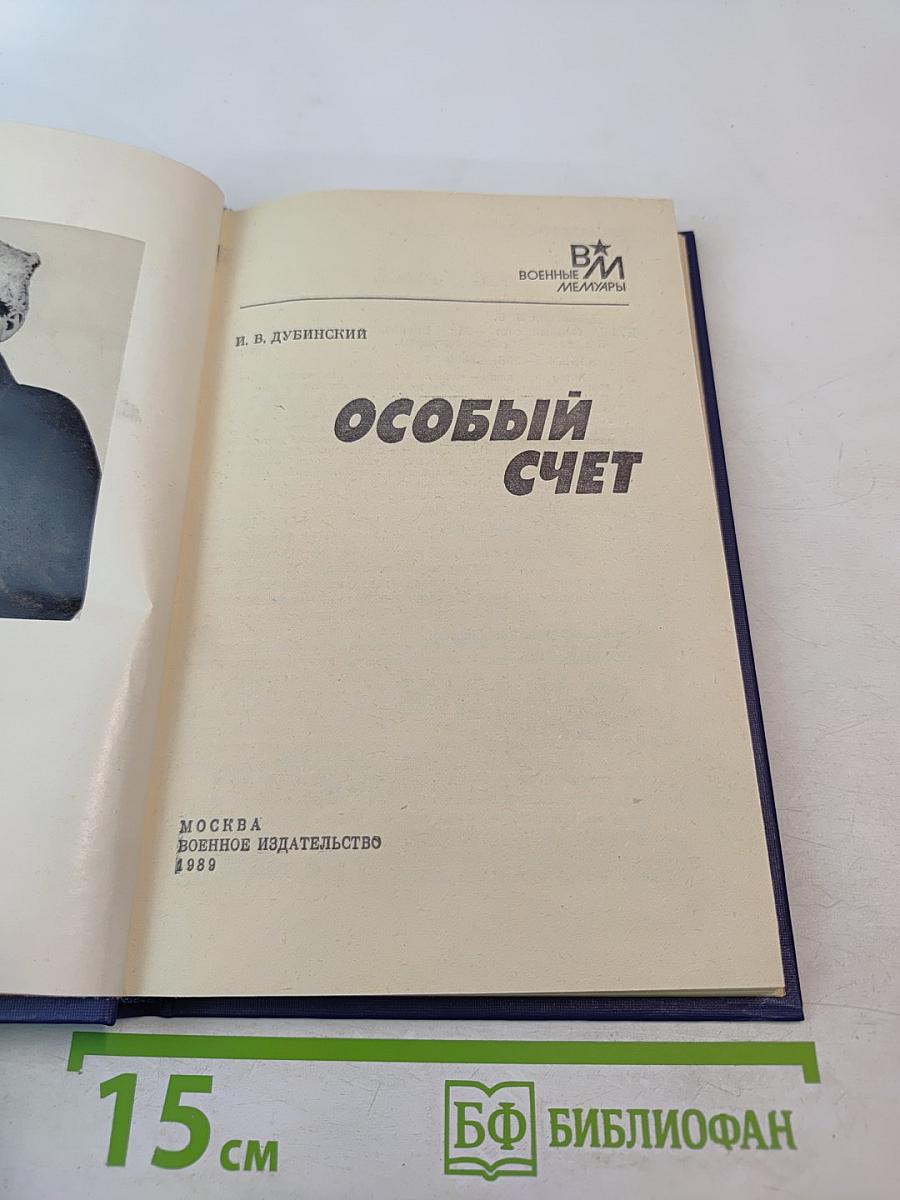 ВМ
ВОЕННЫЕ
МЕМУАРЫ
И. В. ДУБИНСКИЙ
ОСОБЫЙ
СЧЕТ
МОСКВА
ВОЕННОЕ ИЗДАТЕЛЬСТВО
1989
15 см
БФ БИБЛИОФАН